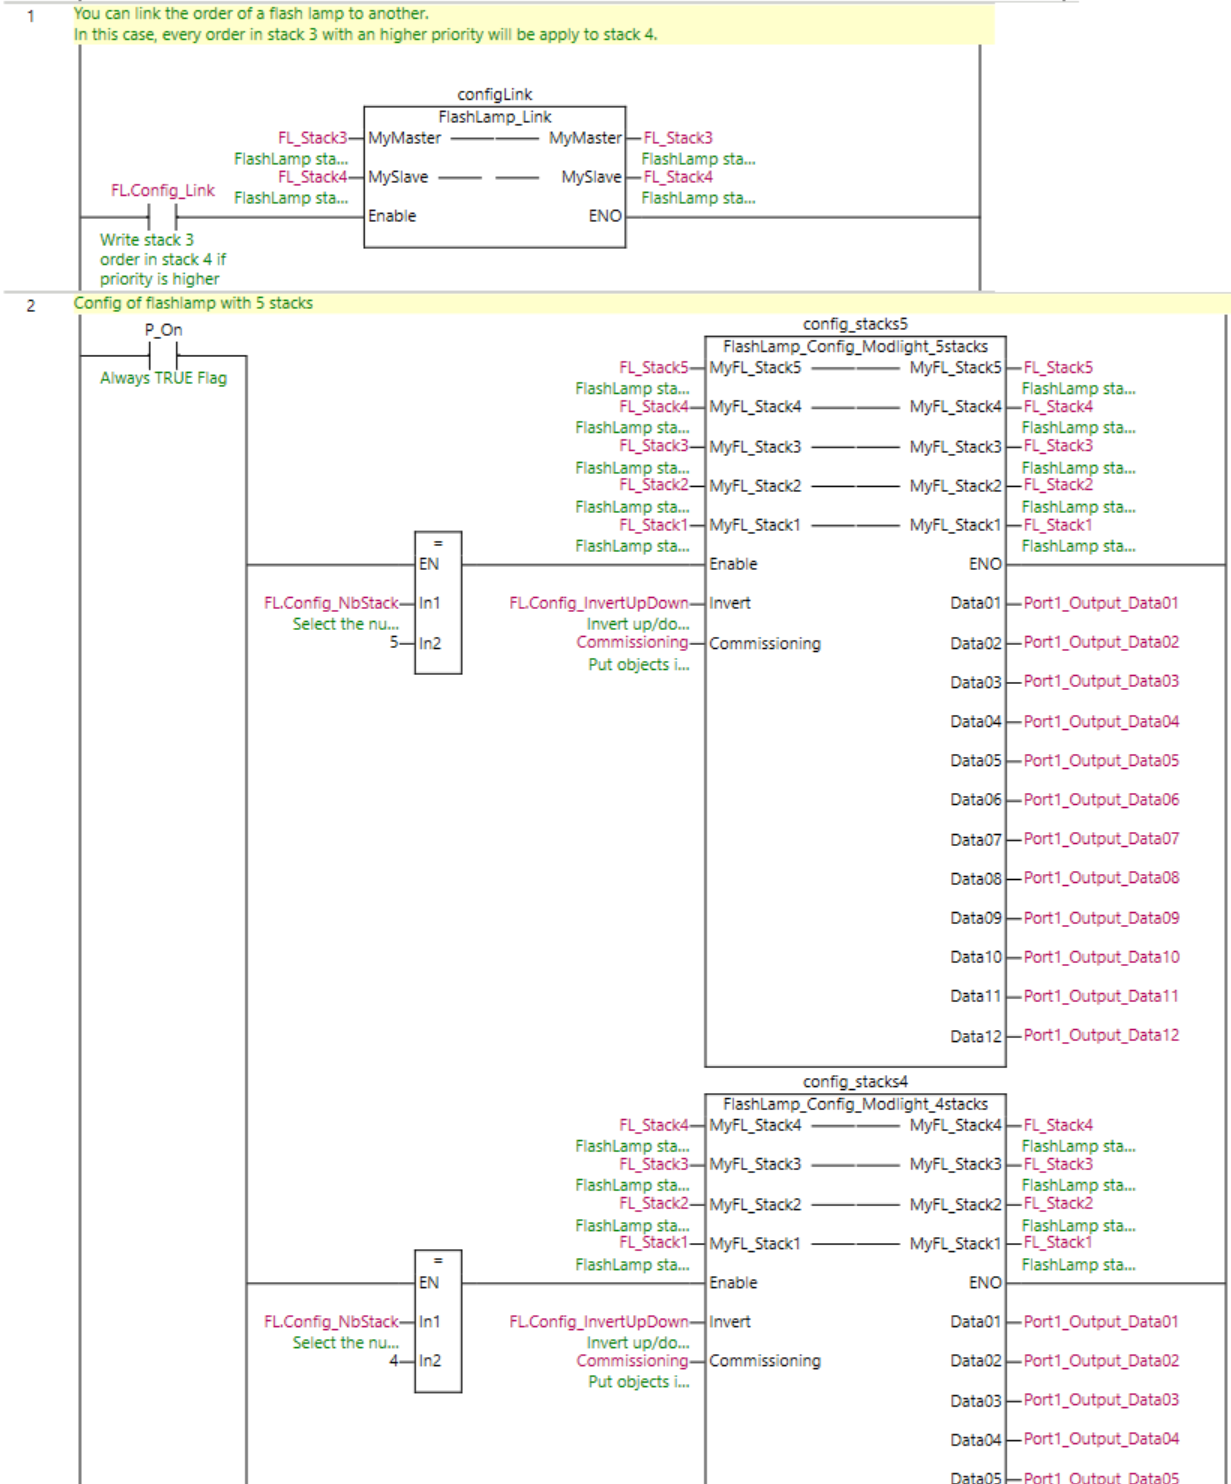 1
You can link the order of a flash lamp to another.
In this case, every order in stack 3 with an higher priority will be apply to stack 4.
configLink
FlashLamp_Link
FL_Stack3 MyMaster MyMaster FL_Stack3
FlashLamp sta... FlashLamp sta...
FL_Stack4 MySlave MySlave FL_Stack4
FL.Config_Link FlashLamp sta... FlashLamp sta...
Enable ENO
Write stack 3
order in stack 4 if
priority is higher
2 Config of flashlamp with 5 stacks
P_On config_stacks5
FlashLamp_Config_Modlight_5stacks
FL_Stack5 MyFL_Stack5 MyFL_Stack5 FL_Stack5
Always TRUE Flag FlashLamp sta... FlashLamp sta...
FL_Stack4 MyFL_Stack4 MyFL_Stack4 FL_Stack4
FlashLamp sta... FlashLamp sta...
FL_Stack3 MyFL_Stack3 MyFL_Stack3 FL_Stack3
FlashLamp sta... FlashLamp sta...
FL_Stack2 MyFL_Stack2 MyFL_Stack2 FL_Stack2
FlashLamp sta... FlashLamp sta...
FL_Stack1 MyFL_Stack1 MyFL_Stack1 FL_Stack1
= FlashLamp sta... FlashLamp sta...
EN Enable ENO
FL.Config_NbStack In1 FL.Config_InvertUpDown Invert Data01 Port1_Output_Data01
Select the nu... Invert up/do...
5 In2 Commissioning Commissioning Data02 Port1_Output_Data02
Put objects i...
Data03 Port1_Output_Data03
Data04 Port1_Output_Data04
Data05 Port1_Output_Data05
Data06 Port1_Output_Data06
Data07 Port1_Output_Data07
Data08 Port1_Output_Data08
Data09 Port1_Output_Data09
Data10 Port1_Output_Data10
Data11 Port1_Output_Data11
Data12 Port1_Output_Data12
config_stacks4
FlashLamp_Config_Modlight_4stacks
FL_Stack4 MyFL_Stack4 MyFL_Stack4 FL_Stack4
FlashLamp sta... FlashLamp sta...
FL_Stack3 MyFL_Stack3 MyFL_Stack3 FL_Stack3
FlashLamp sta... FlashLamp sta...
FL_Stack2 MyFL_Stack2 MyFL_Stack2 FL_Stack2
FlashLamp sta... FlashLamp sta...
FL_Stack1 MyFL_Stack1 MyFL_Stack1 FL_Stack1
= FlashLamp sta... FlashLamp sta...
EN Enable ENO
FL.Config_NbStack In1 FL.Config_InvertUpDown Invert Data01 Port1_Output_Data01
Select the nu... Invert up/do...
4 In2 Commissioning Commissioning Data02 Port1_Output_Data02
Put objects i...
Data03 Port1_Output_Data03
Data04 Port1_Output_Data04
Data05 Port1_Output_Data05